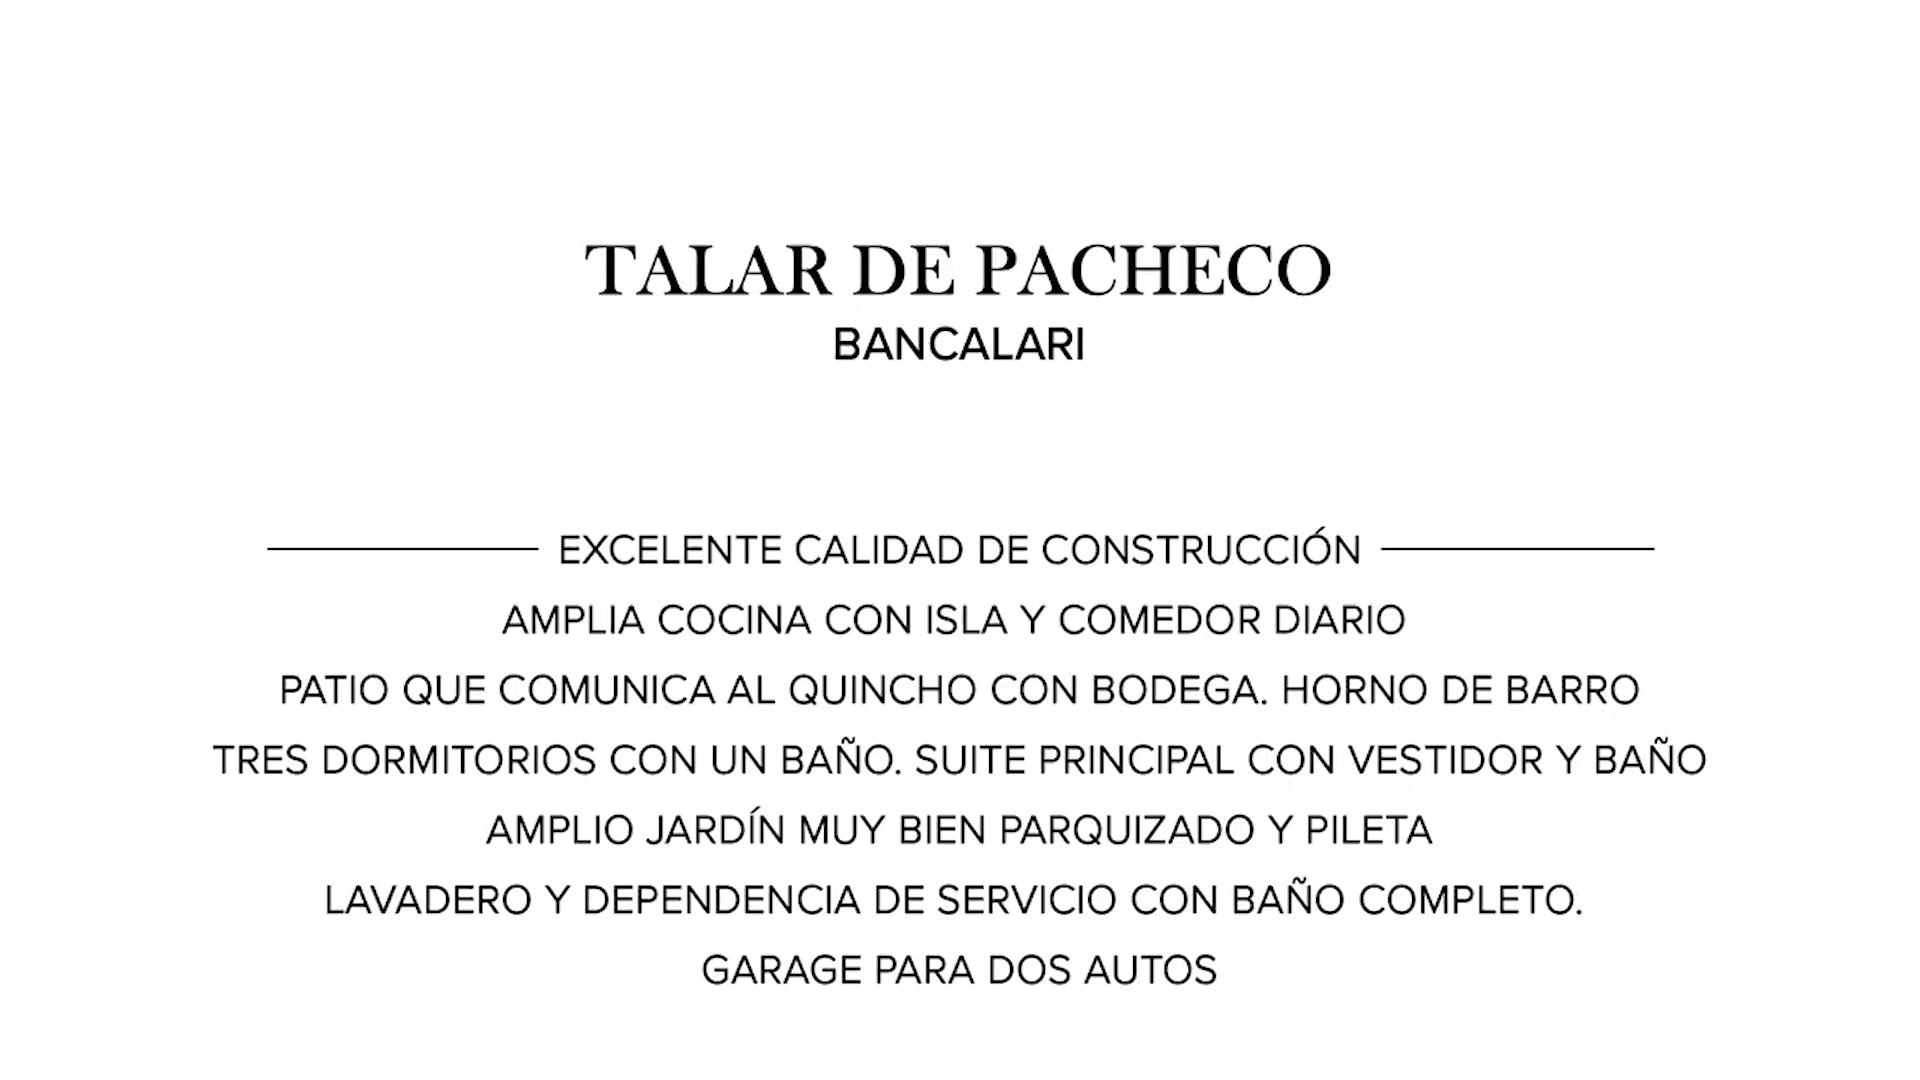 TALAR DE PACHECO
BANCALARI
EXCELENTE CALIDAD DE CONSTRUCCIÓN
AMPLIA COCINA CON ISLA Y COMEDOR DIARIO
PATIO QUE COMUNICA AL QUINCHO CON BODEGA. HORNO DE BARRO
TRES DORMITORIOS CON UN BAÑO. SUITE PRINCIPAL CON VESTIDOR Y BAÑO
AMPLIO JARDÍN MUY BIEN PARQUIZADO Y PILETA
LAVADERO Y DEPENDENCIA DE SERVICIO CON BAÑO COMPLETO.
GARAGE PARA DOS AUTOS